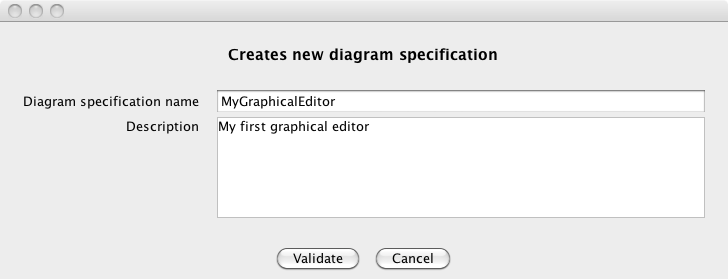 Creates new diagram specification
Diagram specification name MyGraphicalEditor
Description My first graphical editor
Validate Cancel